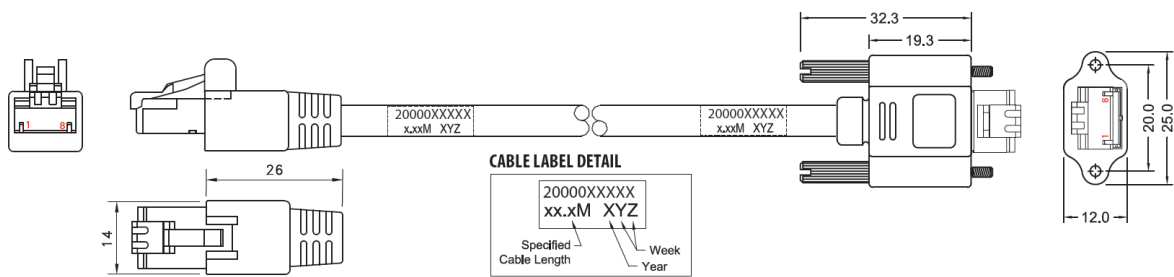 32.3
19.3
1 8
20000XXXXX
x.xxM XYZ
20000XXXXX
x.xxM XYZ
8
1
20.0
25.0
12.0
26
14
CABLE LABEL DETAIL
20000XXXXX
xx.xM XYZ
Specified
Cable Length
Week
Year